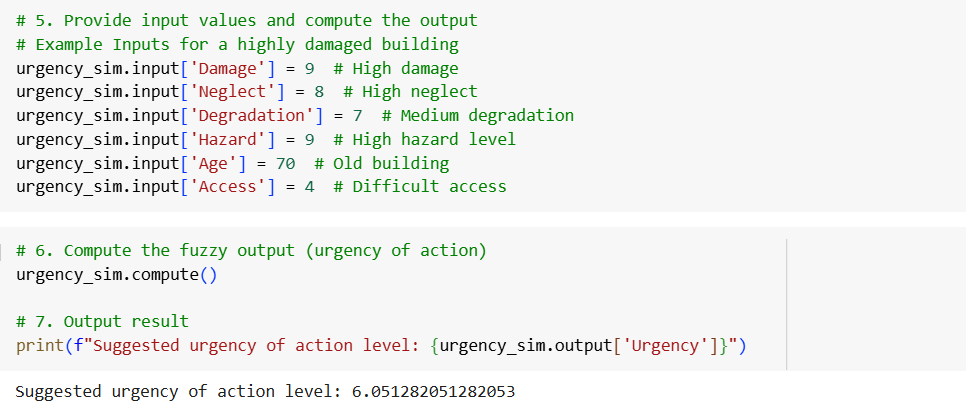 # 5. Provide input values and compute the output
# Example Inputs for a highly damaged building
urgency_sim.input['Damage'] = 9  # High damage
urgency_sim.input['Neglect'] = 8  # High neglect
urgency_sim.input['Degradation'] = 7  # Medium degradation
urgency_sim.input['Hazard'] = 9  # High hazard level
urgency_sim.input['Age'] = 70  # Old building
urgency_sim.input['Access'] = 4  # Difficult access
# 6. Compute the fuzzy output (urgency of action)
urgency_sim.compute()
# 7. Output result
print(f"Suggested urgency of action level: {urgency_sim.output['Urgency']}")
Suggested urgency of action level: 6.051282051282053